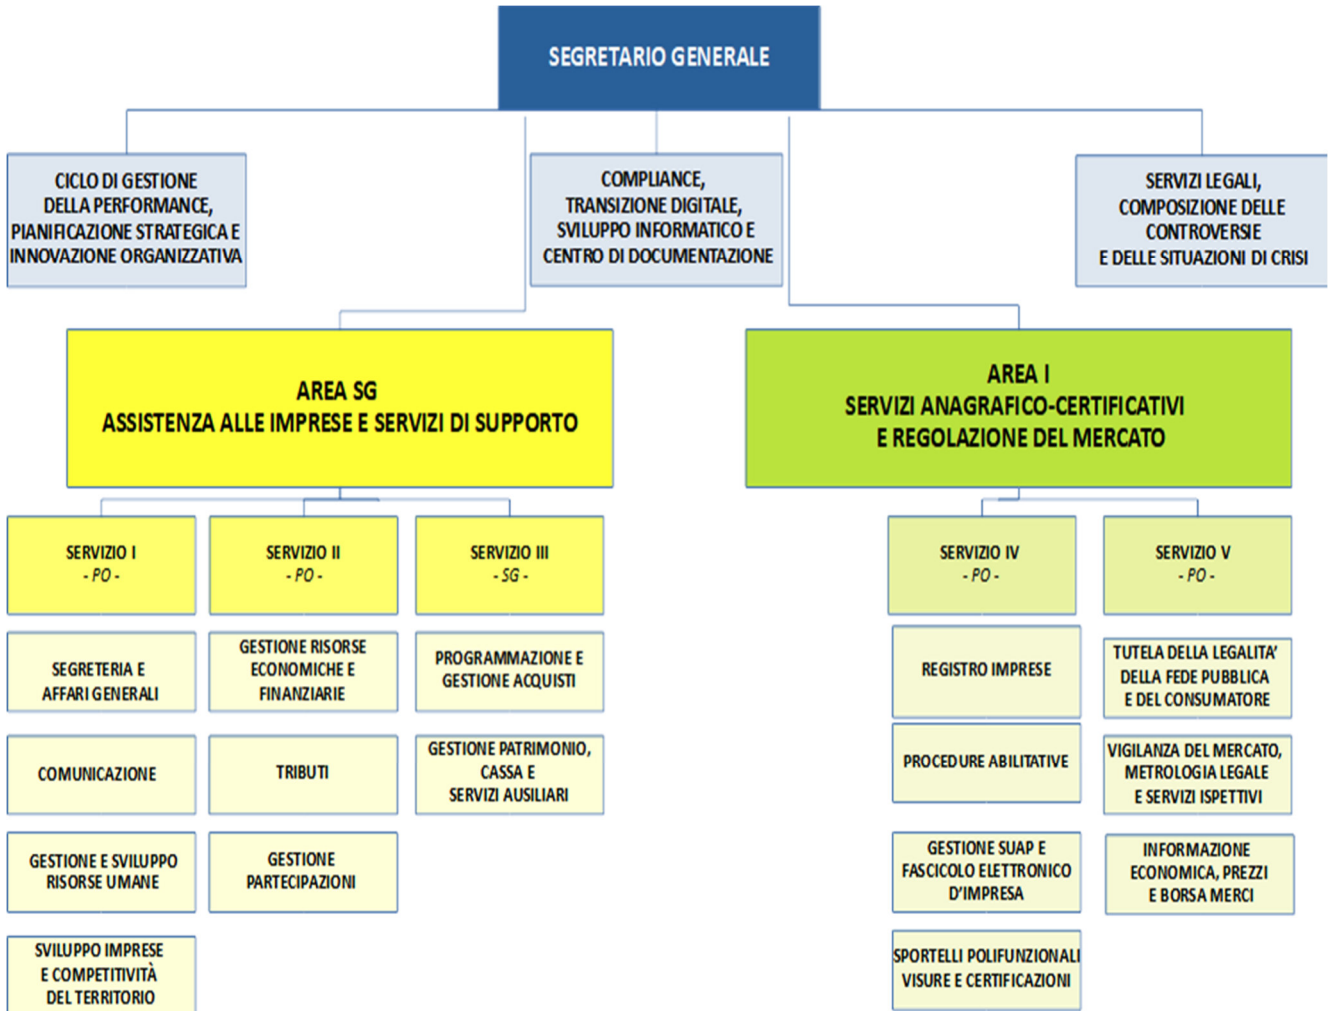 SEGRETARIO GENERALE
CICLO DI GESTIONE
DELLA PERFORMANCE,
PIANIFICAZIONE STRATEGICA E
INNOVAZIONE ORGANIZZATIVA
COMPLIANCE,
TRANSIZIONE DIGITALE,
SVILUPPO INFORMATICO E
CENTRO DI DOCUMENTAZIONE
SERVIZI LEGALI,
COMPOSIZIONE DELLE
CONTROVERSIE
E DELLE SITUAZIONI DI CRISI
AREA SG
ASSISTENZA ALLE IMPRESE E SERVIZI DI SUPPORTO
AREA I
SERVIZI ANAGRAFICO-CERTIFICATIVI
E REGOLAZIONE DEL MERCATO
SERVIZIO I
- PO -
SERVIZIO II
- PO -
SERVIZIO III
- SG -
SERVIZIO IV
- PO -
SERVIZIO V
- PO -
SEGRETERIA E
AFFARI GENERALI
COMUNICAZIONE
GESTIONE E SVILUPPO
RISORSE UMANE
SVILUPPO IMPRESE
E COMPETITIVITÀ
DEL TERRITORIO
GESTIONE RISORSE
ECONOMICHE E
FINANZIARIE
TRIBUTI
GESTIONE
PARTECIPAZIONI
PROGRAMMAZIONE E
GESTIONE ACQUISTI
GESTIONE PATRIMONIO,
CASSA E
SERVIZI AUSILIARI
REGISTRO IMPRESE
PROCEDURE ABILITATIVE
GESTIONE SUAP E
FASCICOLO ELETTRONICO
D'IMPRESA
SPORTELLI POLIFUNZIONALI
VISURE E CERTIFICAZIONI
TUTELA DELLA LEGALITA'
DELLA FEDE PUBBLICA
E DEL CONSUMATORE
VIGILANZA DEL MERCATO,
METROLOGIA LEGALE
E SERVIZI ISPETTIVI
INFORMAZIONE
ECONOMICA, PREZZI
E BORSA MERCI